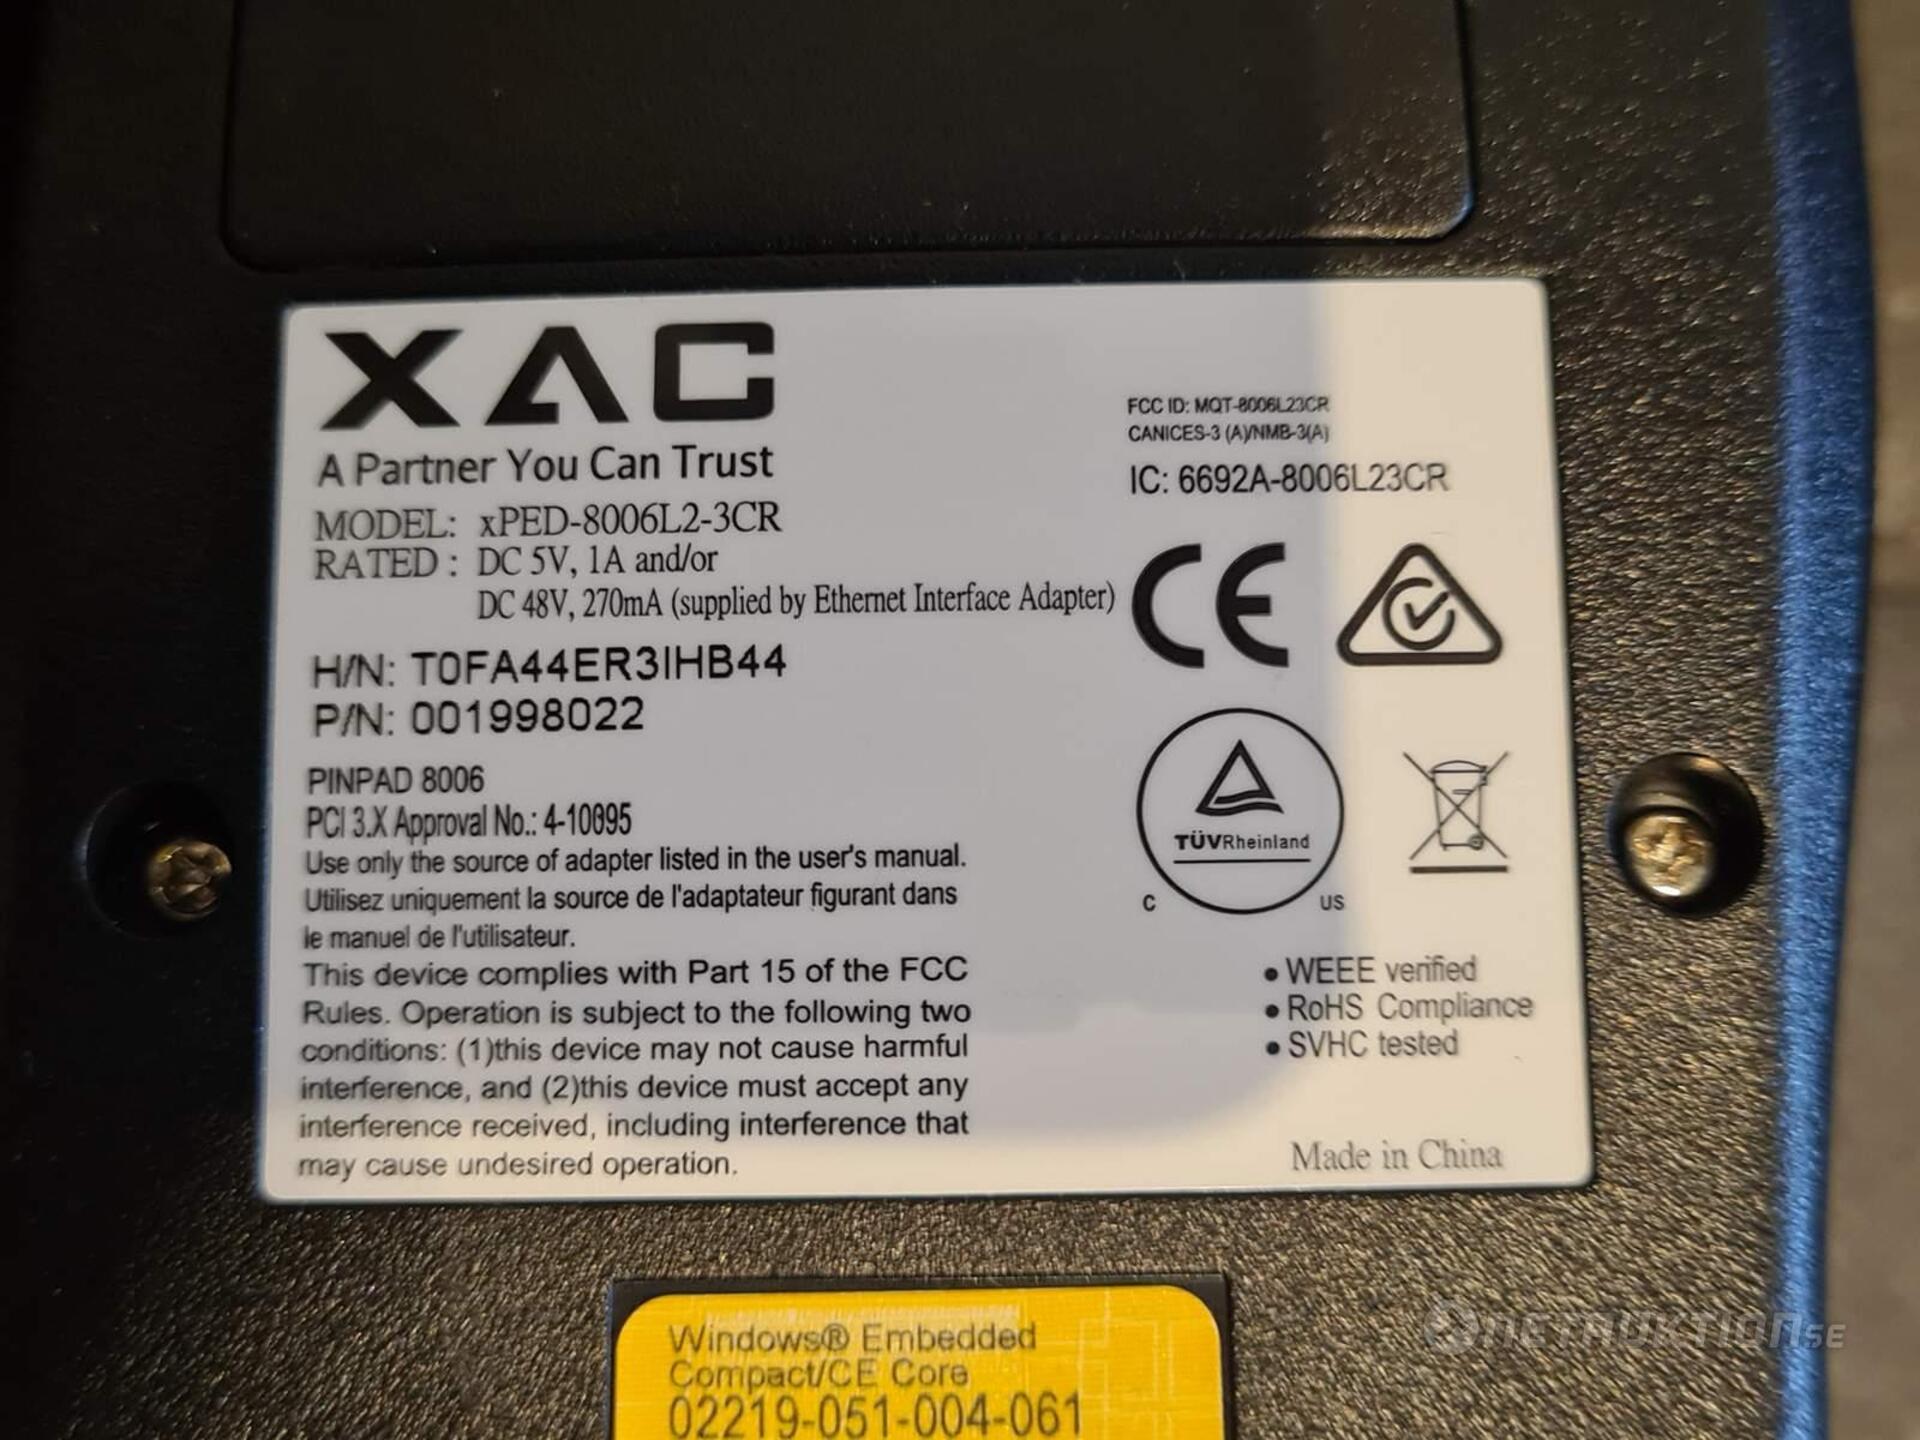 XAC
A Partner You Can Trust
MODEL: xPED-8006L2-3CR
RATED : DC 5V, 1A and/or
DC 48V, 270mA (supplied by Ethernet Interface Adapter)
H/N: T0FA44ER3IHB44
P/N: 001998022
PINPAD 8006
PCI 3.X Approval No.: 4-10095
Use only the source of adapter listed in the user's manual.
Utilisez uniquement la source de l'adaptateur figurant dans
le manuel de l'utilisateur.
This device complies with Part 15 of the FCC
Rules. Operation is subject to the following two
conditions: (1)this device may not cause harmful
interference, and (2)this device must accept any
interference received, including interference that
may cause undesired operation.
FCC ID: MQT-8006L23CR
CANICES-3 (A)/NMB-3(A)
IC: 6692A-8006L23CR
CE
TÜVRheinland
C US
• WEEE verified
• RoHS Compliance
• SVHC tested
Made in China
Windows® Embedded
Compact/CE Core
02219-051-004-061
NETAUKTION.SE